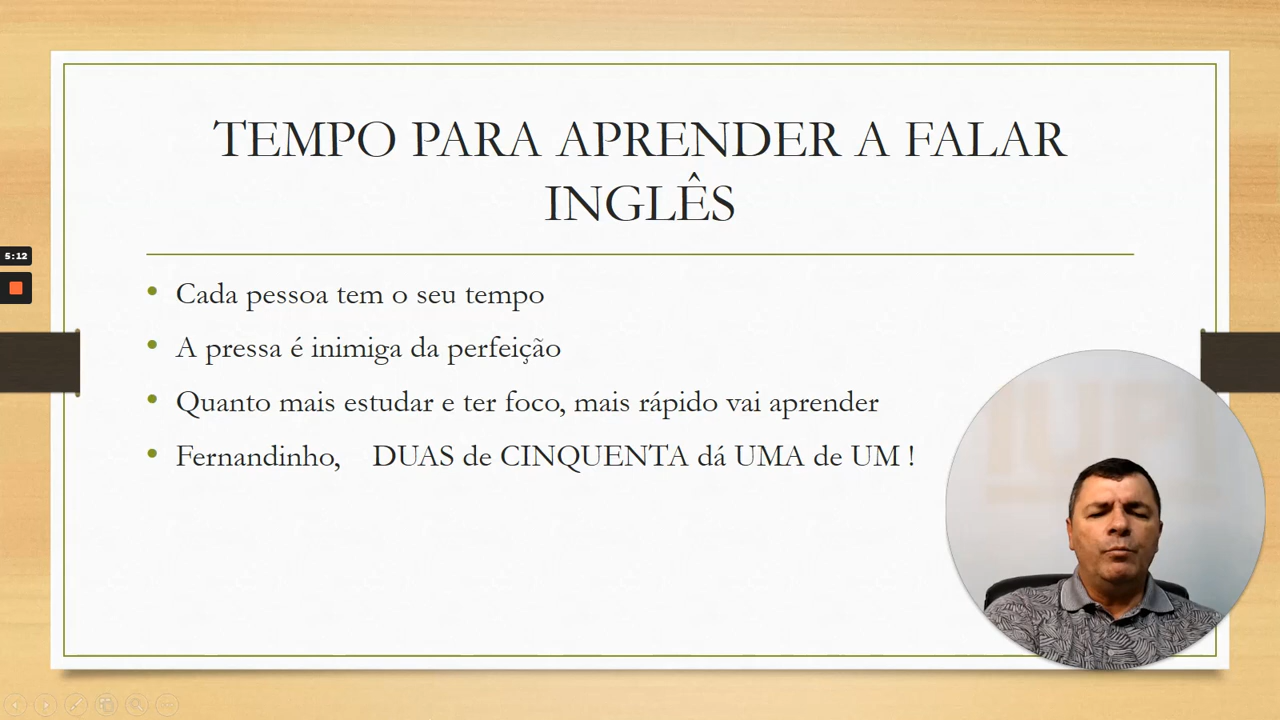 TEMPO PARA APRENDER A FALAR
INGLÊS
5:12
Cada pessoa tem o seu tempo
A pressa é inimiga da perfeição
Quanto mais estudar e ter foco, mais rápido vai aprender
Fernandinho, DUAS de CINQUENTA dá UMA de UM !